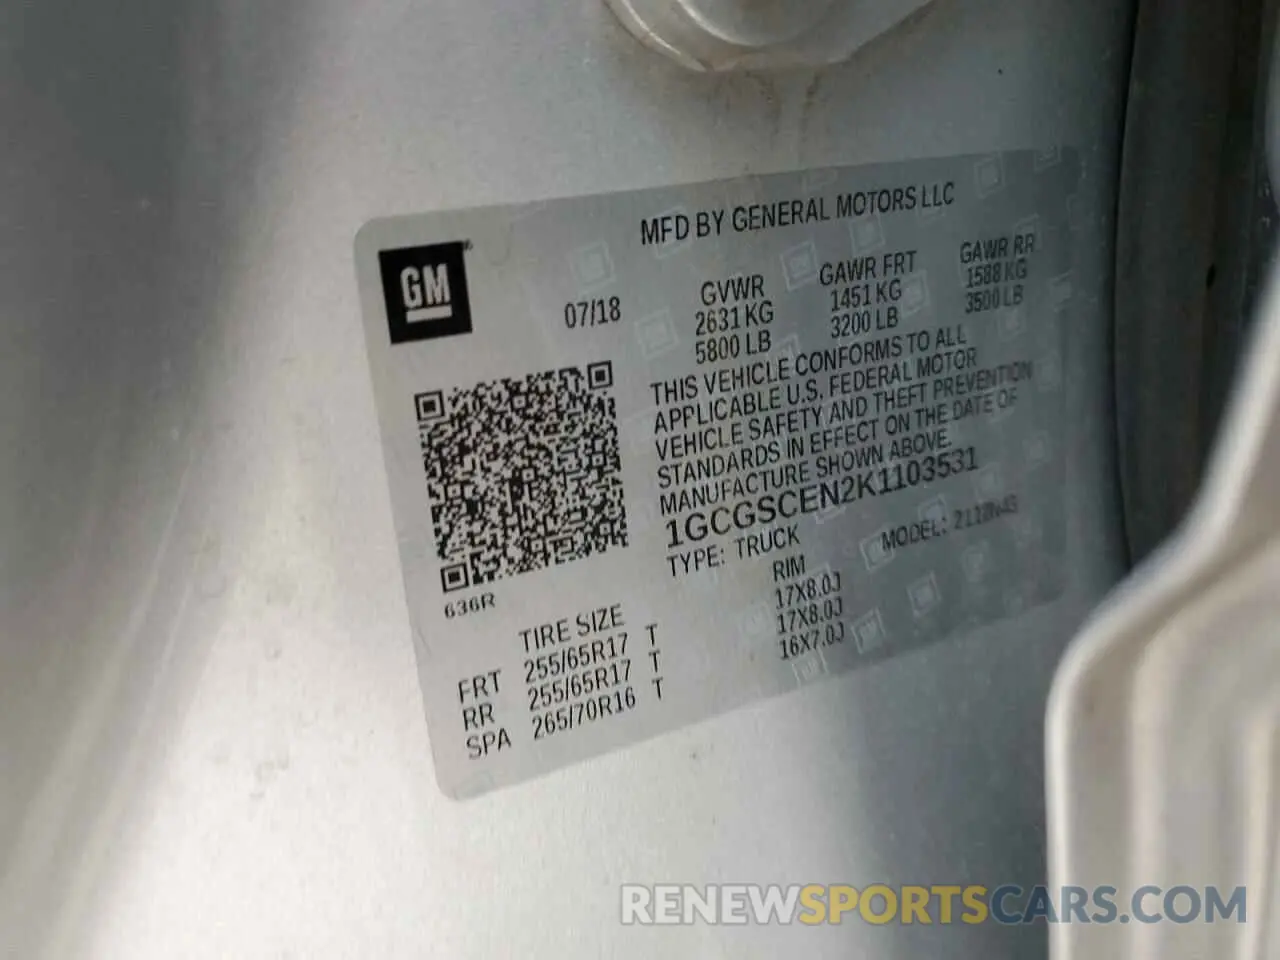 MFD BY GENERAL MOTORS LLC
GM
07/18
GVWR GAWR FRT GAWR RR
2631 KG 1451 KG 1588 KG
5800 LB 3200 LB 3500 LB
THIS VEHICLE CONFORMS TO ALL
APPLICABLE U.S. FEDERAL MOTOR
VEHICLE SAFETY AND THEFT PREVENTION
STANDARDS IN EFFECT ON THE DATE OF
MANUFACTURE SHOWN ABOVE.
1GCGSCEN2K1103531
TYPE: TRUCK MODEL:
636R
TIRE SIZE RIM
FRT 255/65R17 T 17X8.0J
RR 255/65R17 T 17X8.0J
SPA 265/70R16 T 16X7.0J
RENEWSPORTSCARS.COM